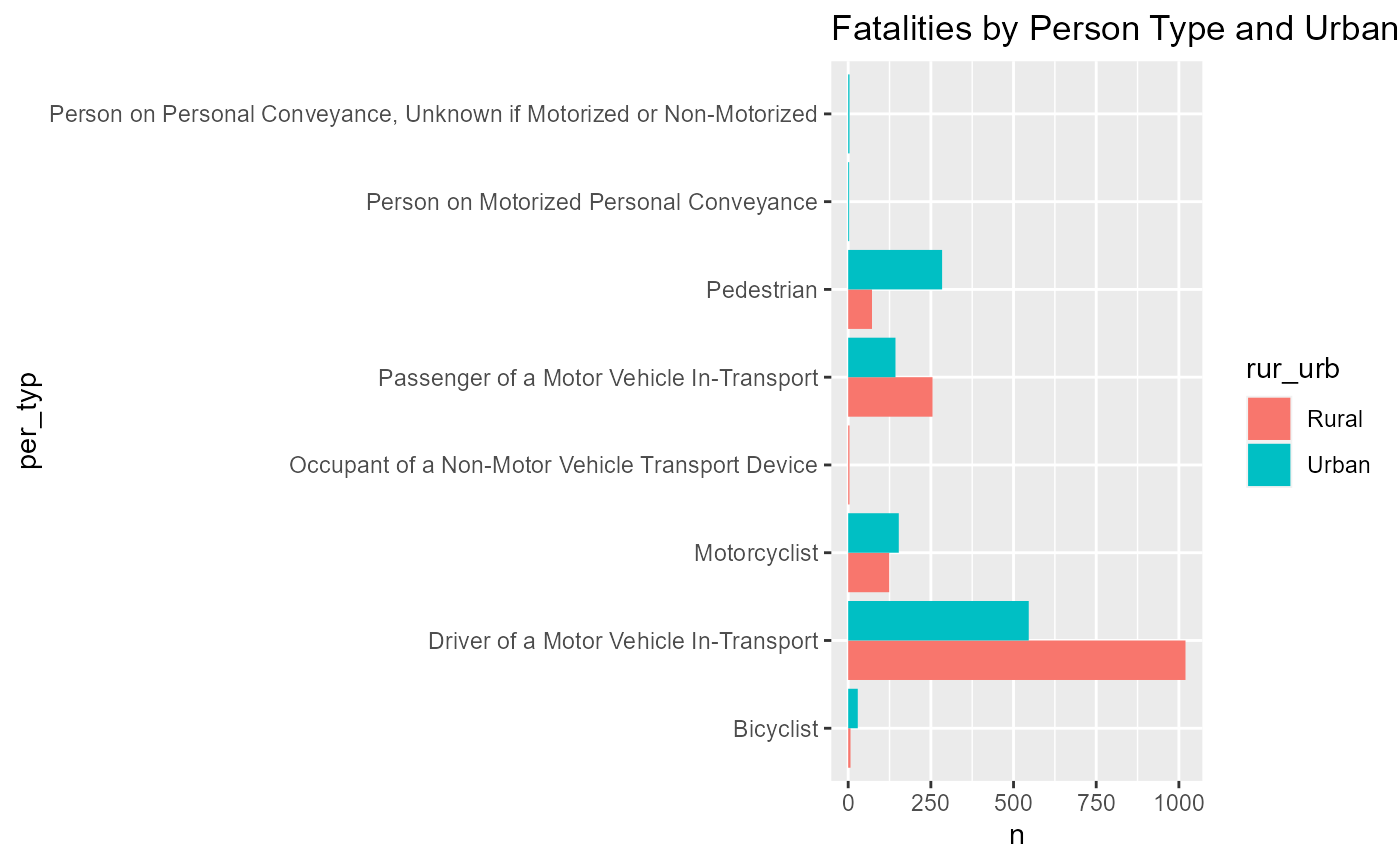 Fatalities by Person Type and Urban
Person on Personal Conveyance, Unknown if Motorized or Non-Motorized
Person on Motorized Personal Conveyance
Pedestrian
Passenger of a Motor Vehicle In-Transport
Occupant of a Non-Motor Vehicle Transport Device
Motorcyclist
Driver of a Motor Vehicle In-Transport
Bicyclist
per_typ
0 250 500 750 1000
n
rur_urb
Rural
Urban